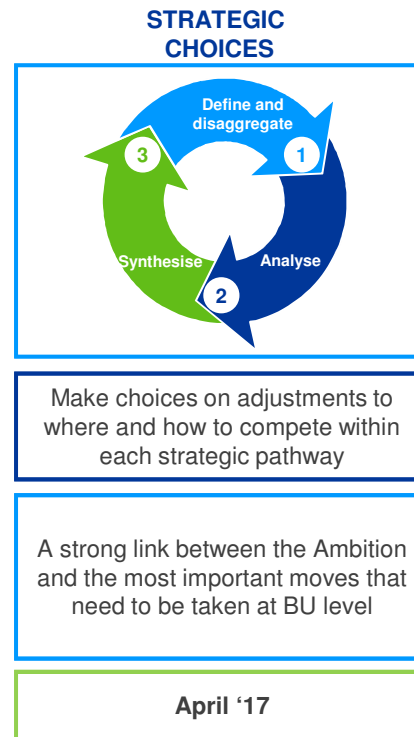 STRATEGIC
CHOICES
Define and
disaggregate
1
3
Synthesise
Analyse
2
Make choices on adjustments to
where and how to compete within
each strategic pathway
A strong link between the Ambition
and the most important moves that
need to be taken at BU level
April ‘17